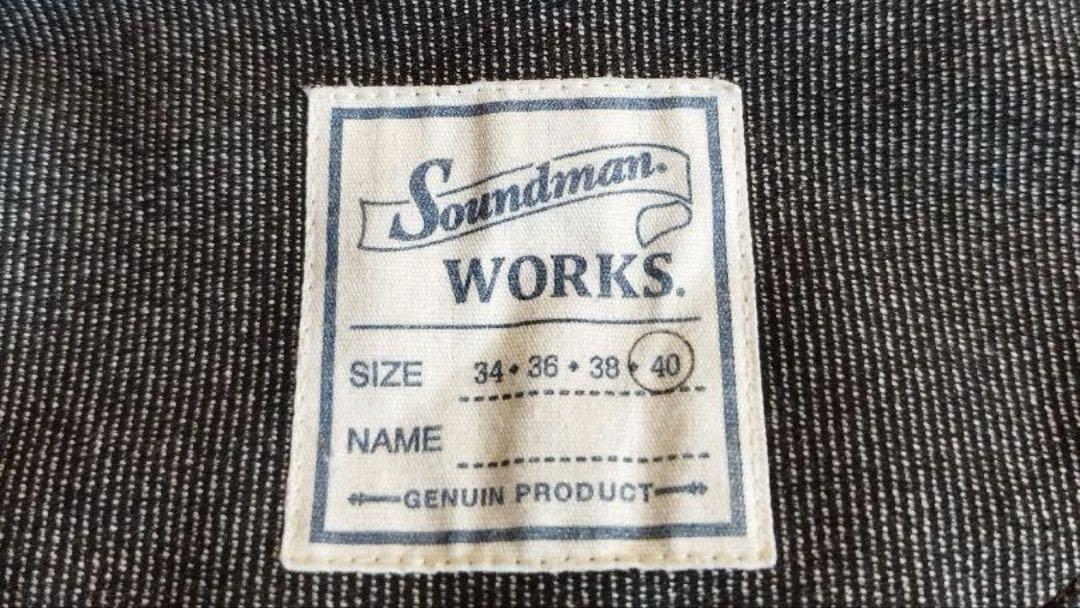 Soundman.
WORKS.
SIZE 34・36・38・40
NAME
GENUIN PRODUCT